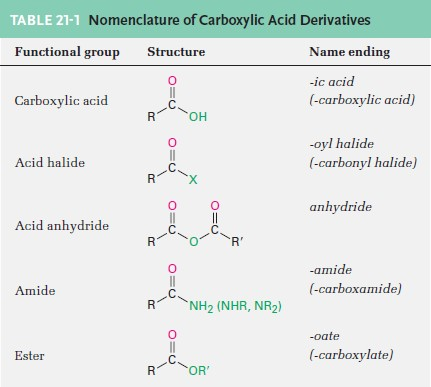 TABLE 21-1 Nomenclature of Carboxylic Acid Derivatives
Functional group Structure Name ending
Carboxylic acid
O
C
R OH
-ic acid
(-carboxylic acid)
Acid halide
O
C
R X
-oyl halide
(-carbonyl halide)
Acid anhydride
O O
C C
R O R'
anhydride
Amide
O
C
R NH₂ (NHR, NR₂)
-amide
(-carboxamide)
Ester
O
C
R OR'
-oate
(-carboxylate)